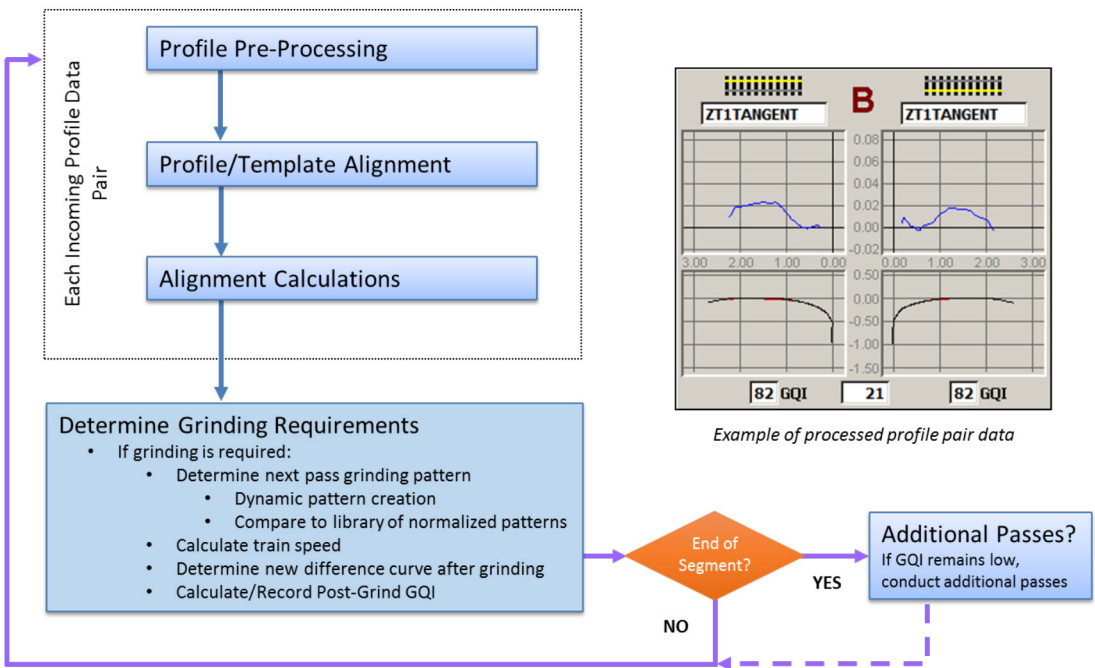 Each Incoming Profile Data
Pair
Profile Pre-Processing
Profile/Template Alignment
Alignment Calculations
Determine Grinding Requirements
• If grinding is required:
• Determine next pass grinding pattern
• Dynamic pattern creation
• Compare to library of normalized patterns
• Calculate train speed
• Determine new difference curve after grinding
• Calculate/Record Post-Grind GQI
B
ZT1TANGENT
ZT1TANGENT
0.08
0.06
0.04
0.02
0.00
-0.02
3.00 2.00 1.00 0.00 0.00 1.00 2.00 3.00
0.50
0.00
-0.50
-1.00
-1.50
82 GQI 21 82 GQI
Example of processed profile pair data
End of
Segment?
YES
NO
Additional Passes?
If GQI remains low,
conduct additional passes